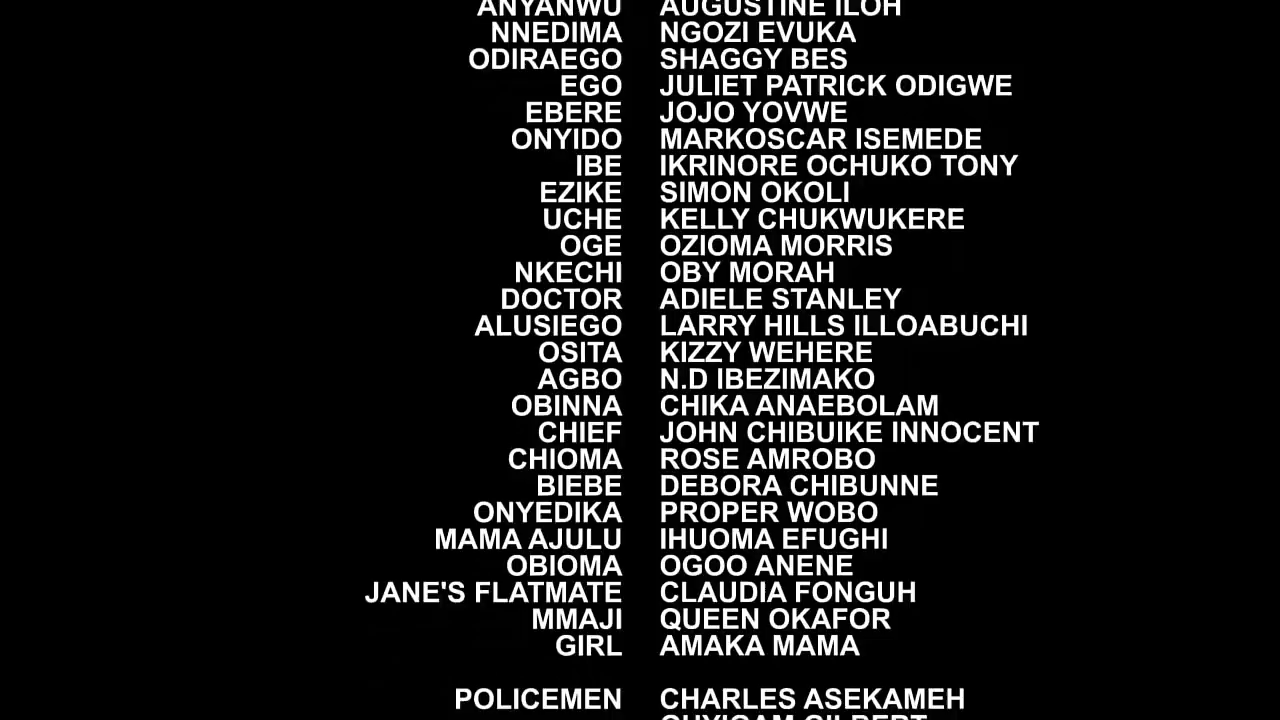 ANYANWU AUGUSTINE ILOH
NNEDIMA NGOZI EVUKA
ODIRAEGO SHAGGY BES
EGO JULIET PATRICK ODIGWE
EBERE JOJO YOVWE
ONYIDO MARKOSCAR ISEMEDE
IBE IKRINORE OCHUKO TONY
EZIKE SIMON OKOLI
UCHE KELLY CHUKWUKERE
OGE OZIOMA MORRIS
NKECHI OBY MORAH
DOCTOR ADIELE STANLEY
ALUSIEGO LARRY HILLS ILLOABUCHI
OSITA KIZZY WEHERE
AGBO N.D IBEZIMAKO
OBINNA CHIKA ANAEBOLAM
CHIEF JOHN CHIBUIKE INNOCENT
CHIOMA ROSE AMROBO
BIEBE DEBORA CHIBUNNE
ONYEDIKA PROPER WOBO
MAMA AJULU IHUOMA EFUGHI
OBIOMA OGOO ANENE
JANE'S FLATMATE CLAUDIA FONGUH
MMAJI QUEEN OKAFOR
GIRL AMAKA MAMA
POLICEMEN CHARLES ASEKAMEH